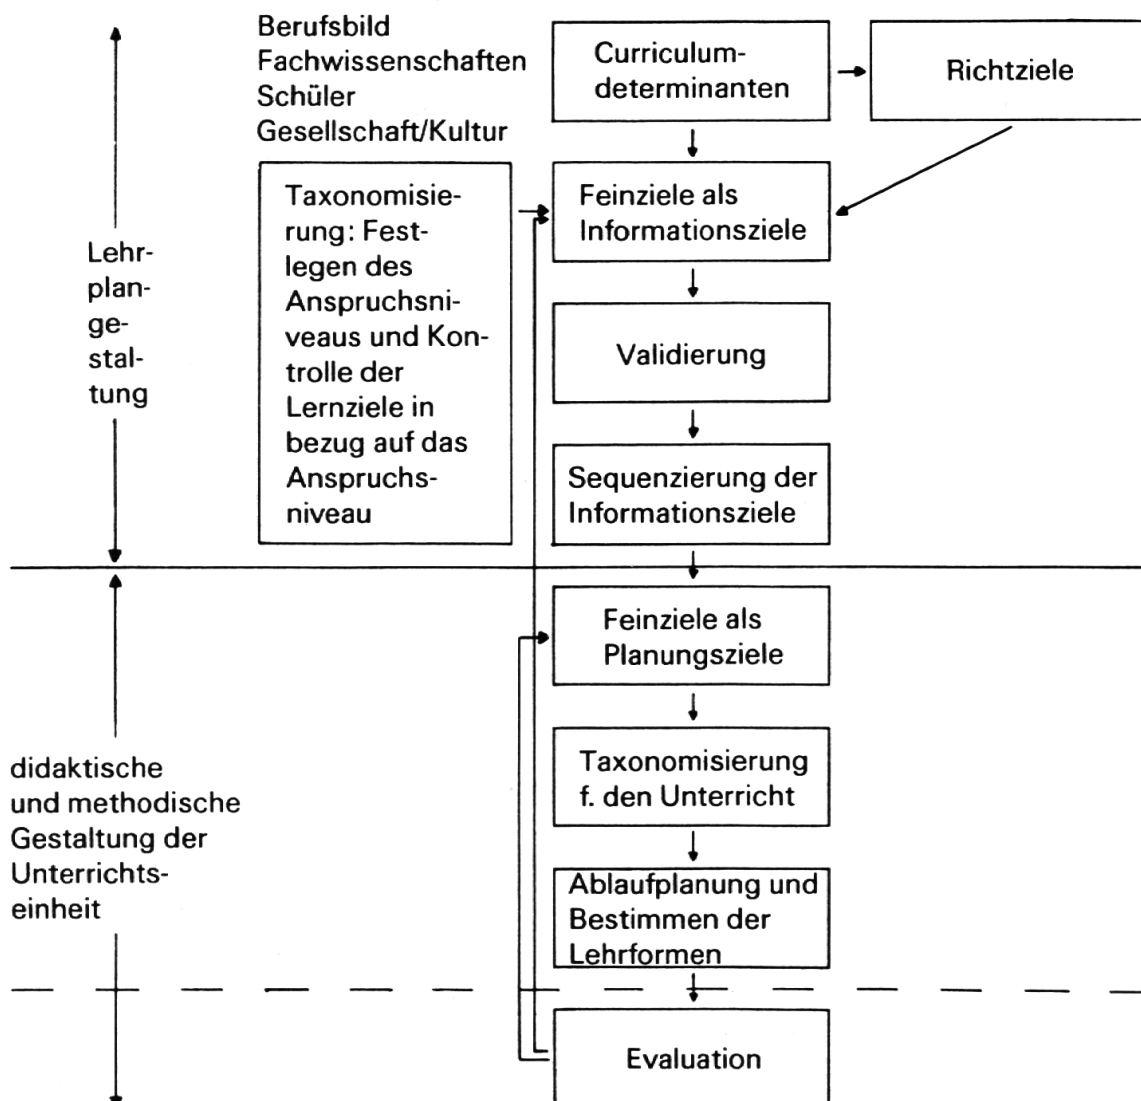 Berufsbild
Fachwissenschaften
Schüler
Gesellschaft/Kultur
Curriculum-
determinanten
Richtziele
Lehr-
plan-
ge-
stal-
tung
Taxonomisie-
rung: Fest-
legen des
Anspruchsni-
veaus und Kon-
trolle der
Lernziele in
bezug auf das
Anspruchs-
niveau
Feinziele als
Informationsziele
Validierung
Sequenzierung der
Informationsziele
didaktische
und methodische
Gestaltung der
Unterrichts-
einheit
Feinziele als
Planungsziele
Taxonomisierung
f. den Unterricht
Ablaufplanung und
Bestimmen der
Lehrformen
Evaluation